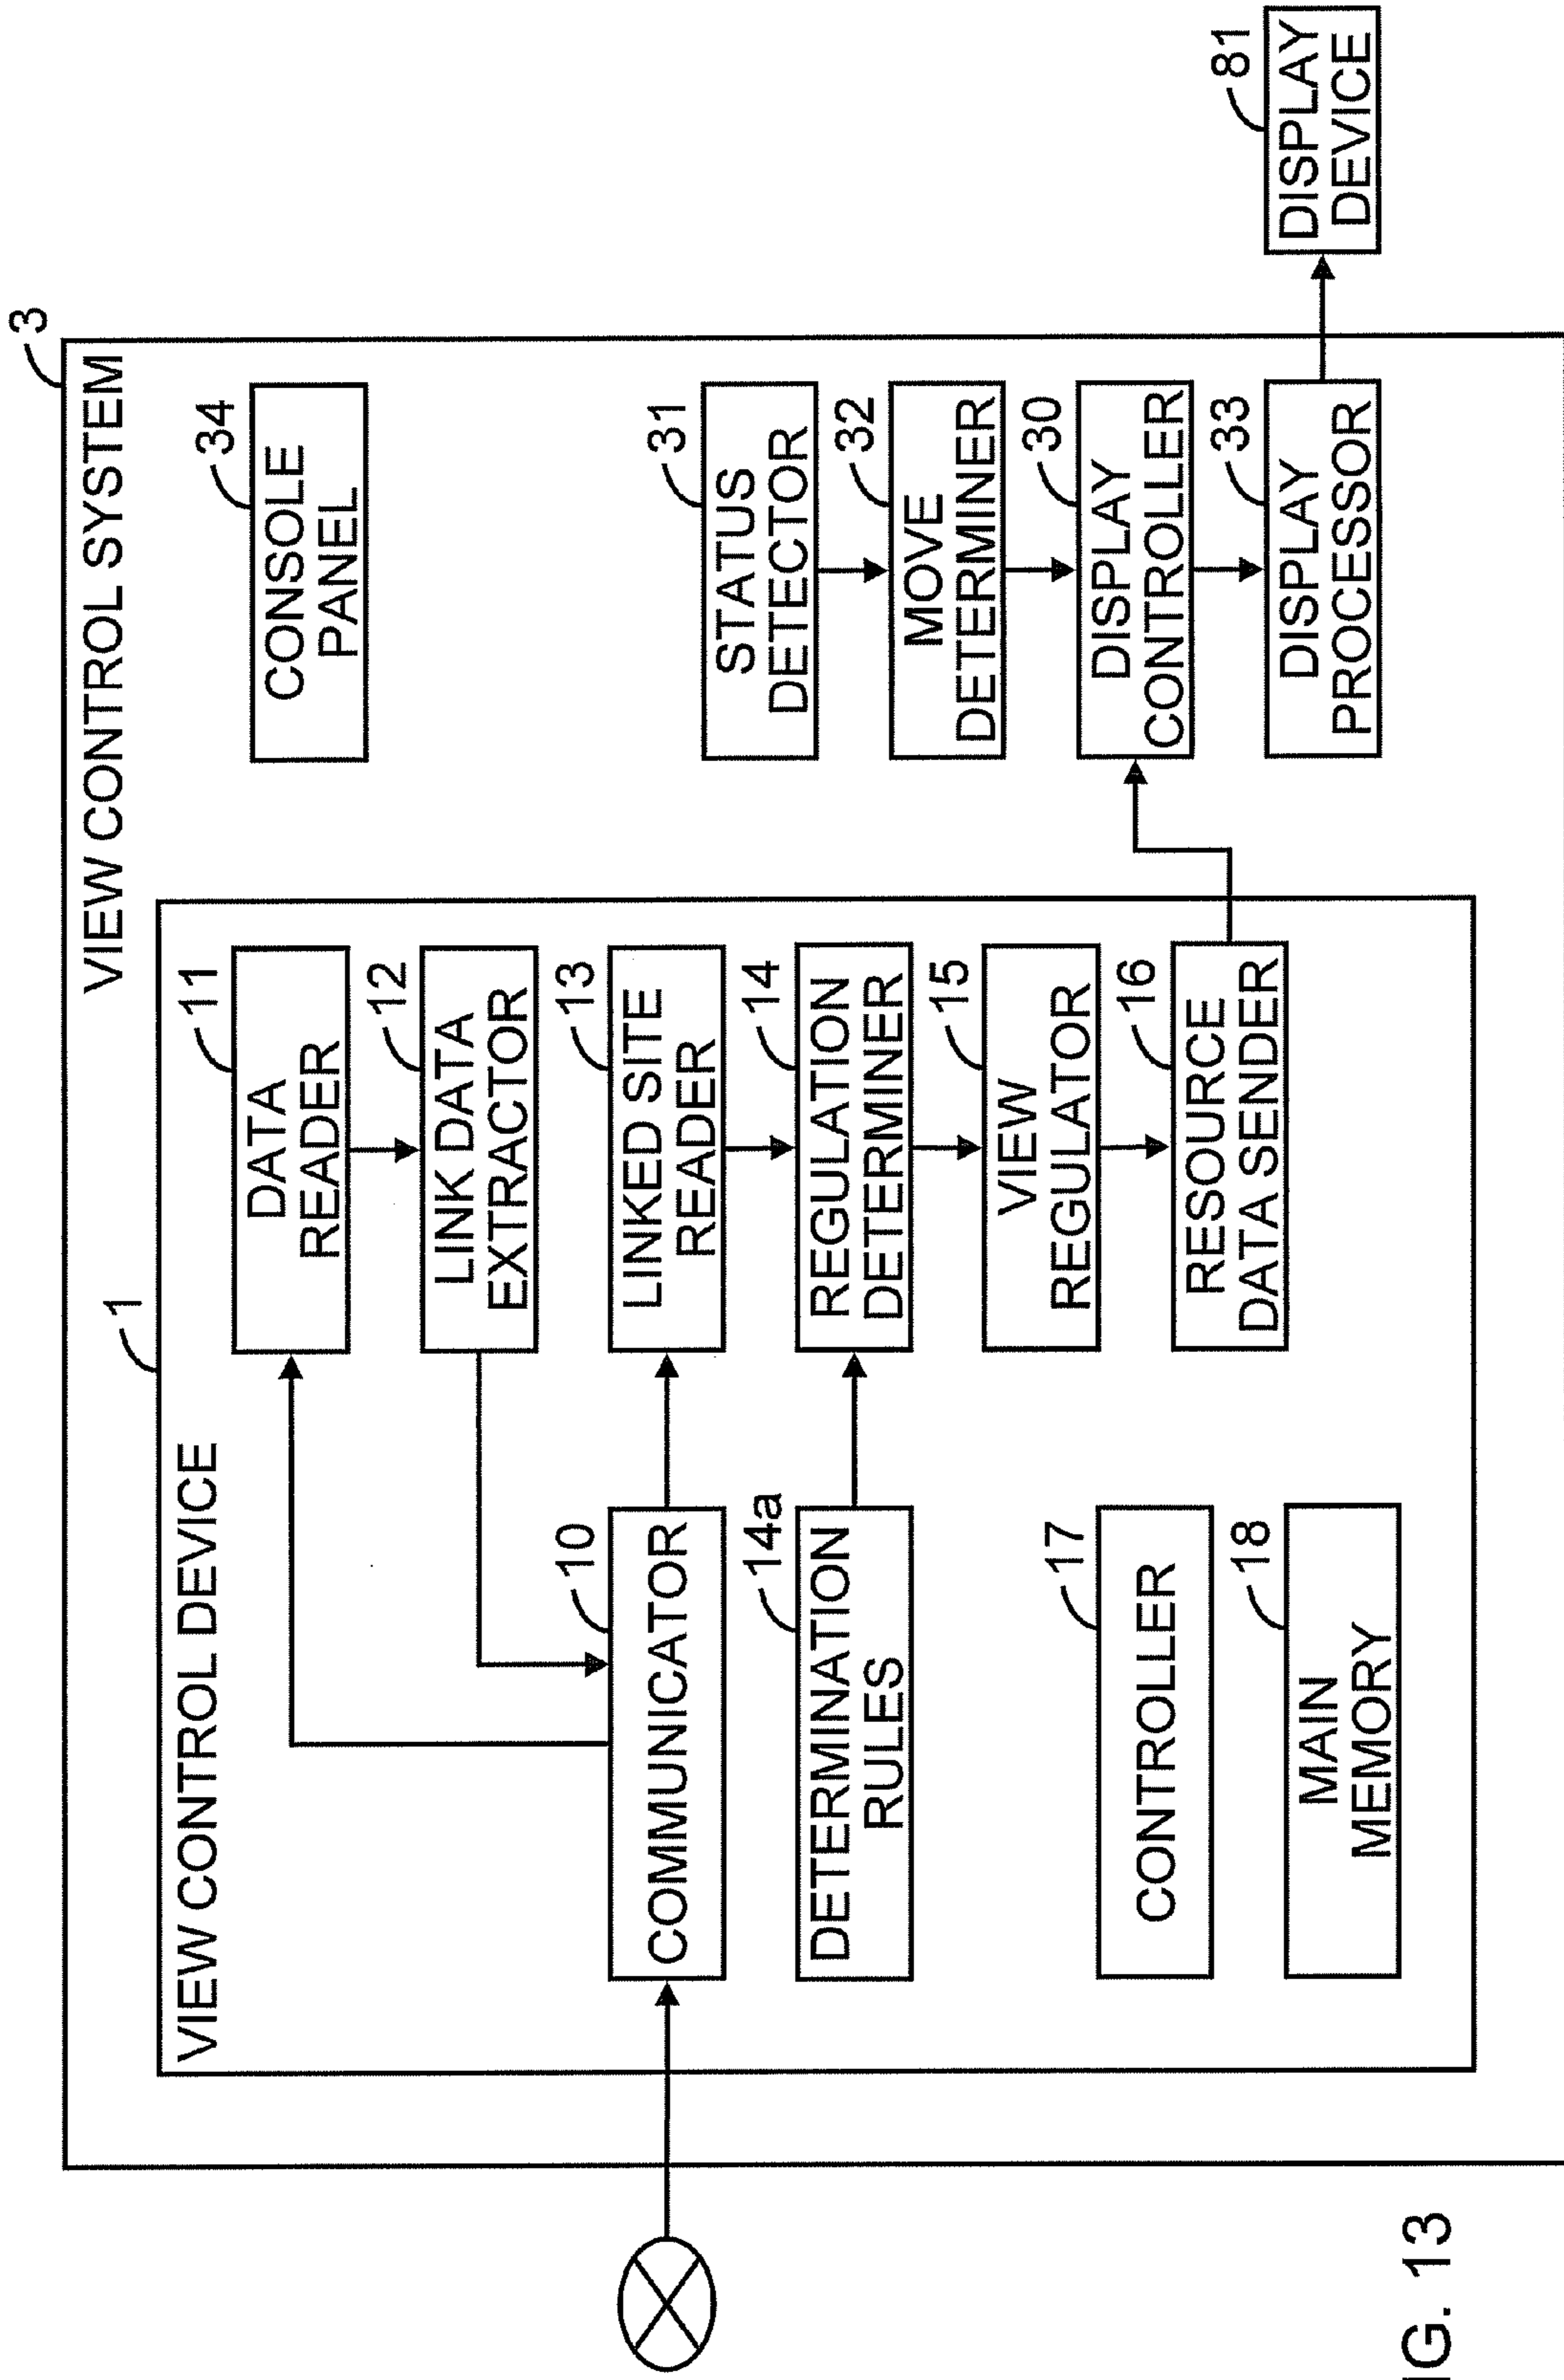 3
VIEW CONTROL SYSTEM
1
VIEW CONTROL DEVICE
11
DATA
READER
12
LINK DATA
EXTRACTOR
10
COMMUNICATOR
13
LINKED SITE
READER
14a
DETERMINATION
RULES
14
REGULATION
DETERMINER
15
VIEW
REGULATOR
16
RESOURCE
DATA SENDER
17
CONTROLLER
18
MAIN
MEMORY
34
CONSOLE
PANEL
31
STATUS
DETECTOR
32
MOVE
DETERMINER
30
DISPLAY
CONTROLLER
33
DISPLAY
PROCESSOR
81
DISPLAY
DEVICE
IG. 13